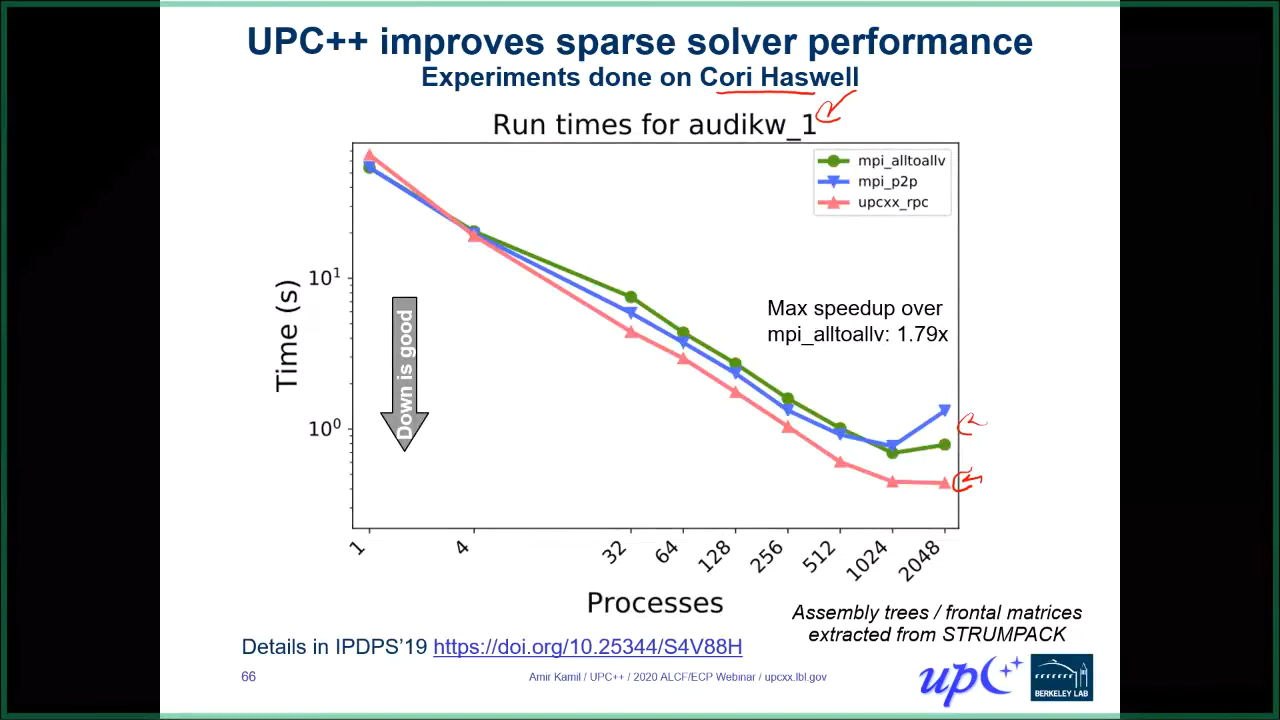 UPC++ improves sparse solver performance
Experiments done on Cori Haswell
Run times for audikw_1
mpi_alltoallv
mpi_p2p
upcxx_rpc
10¹
Max speedup over
mpi_alltoallv: 1.79x
Time (s)
Down is good
10⁰
1
4
32
64
128
256
512
1024
2048
Processes
Assembly trees / frontal matrices
extracted from STRUMPACK
Details in IPDPS’19 https://doi.org/10.25344/S4V88H
66
Amir Kamil / UPC++ / 2020 ALCF/ECP Webinar / upcxx.lbl.gov
upC++
BERKELEY LAB